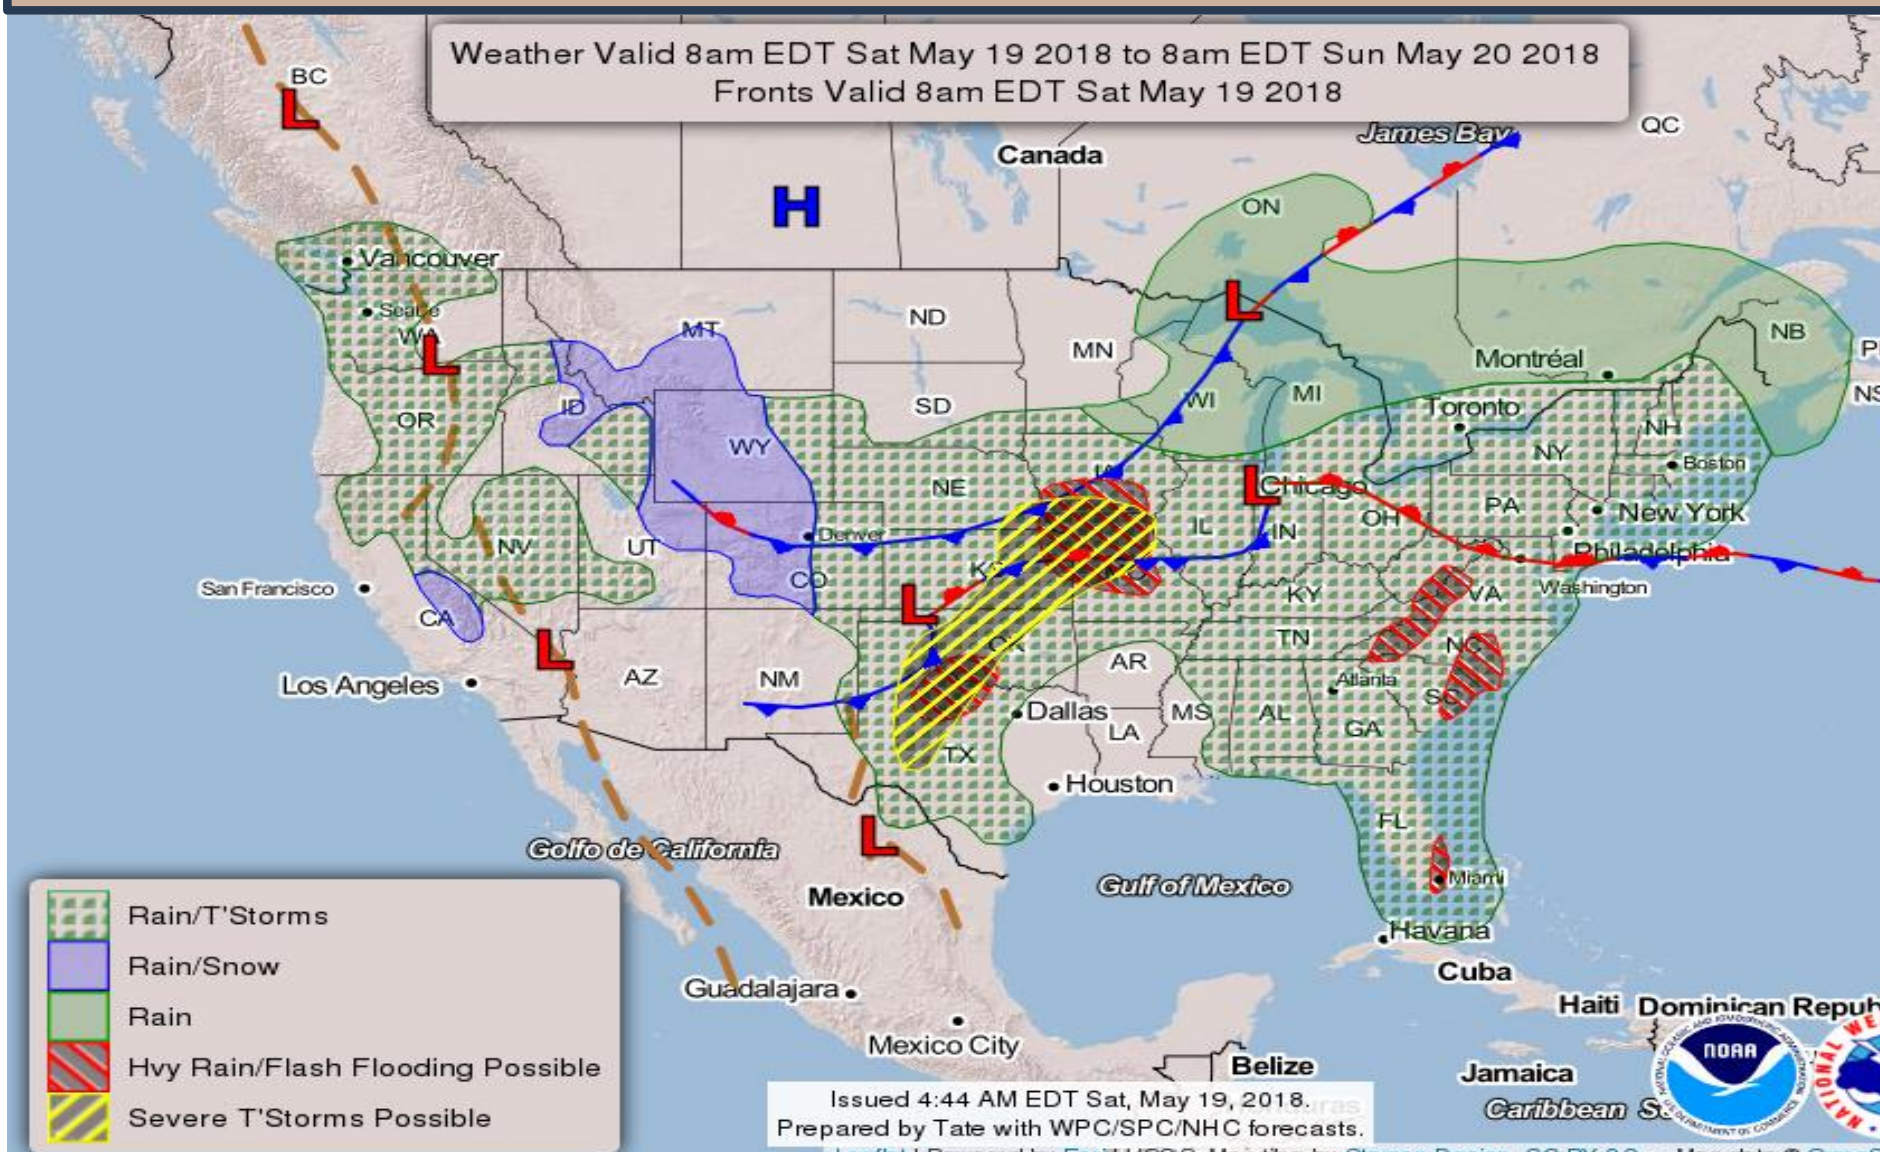 Weather Valid 8am EDT Sat May 19 2018 to 8am EDT Sun May 20 2018
Fronts Valid 8am EDT Sat May 19 2018
BC
L
James Bay
QC
Canada
H
ON
Vancouver
L
Seattle
WA
MT
ND
MN
NB
Montréal
L
ID
SD
WI
MI
Toronto
NH
OR
WY
NY
Boston
NE
IA
L
Chicago
PA
New York
NV
UT
Denver
IL
IN
OH
Philadelphia
San Francisco
CO
KS
KY
VA
Washington
CA
L
OK
TN
NC
L
Los Angeles
AZ
NM
AR
Atlanta
SC
Dallas
MS
AL
GA
LA
TX
Houston
L
FL
Golfo de California
Miami
Mexico
Gulf of Mexico
Havana
Cuba
Guadalajara
Haiti
Dominican Repub
Mexico City
Belize
Jamaica
Caribbean
Rain/T'Storms
Rain/Snow
Rain
Hvy Rain/Flash Flooding Possible
Severe T'Storms Possible
Issued 4:44 AM EDT Sat, May 19, 2018.
Prepared by Tate with WPC/SPC/NHC forecasts.
NOAA
NATIONAL WE